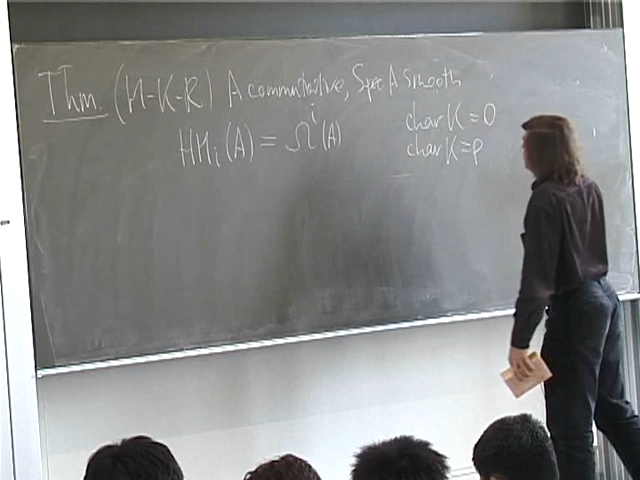 Thm. (H-K-R) A commutative, Spec A smooth
char K = 0
HH_i(A) = Ω^i(A)
char K = p